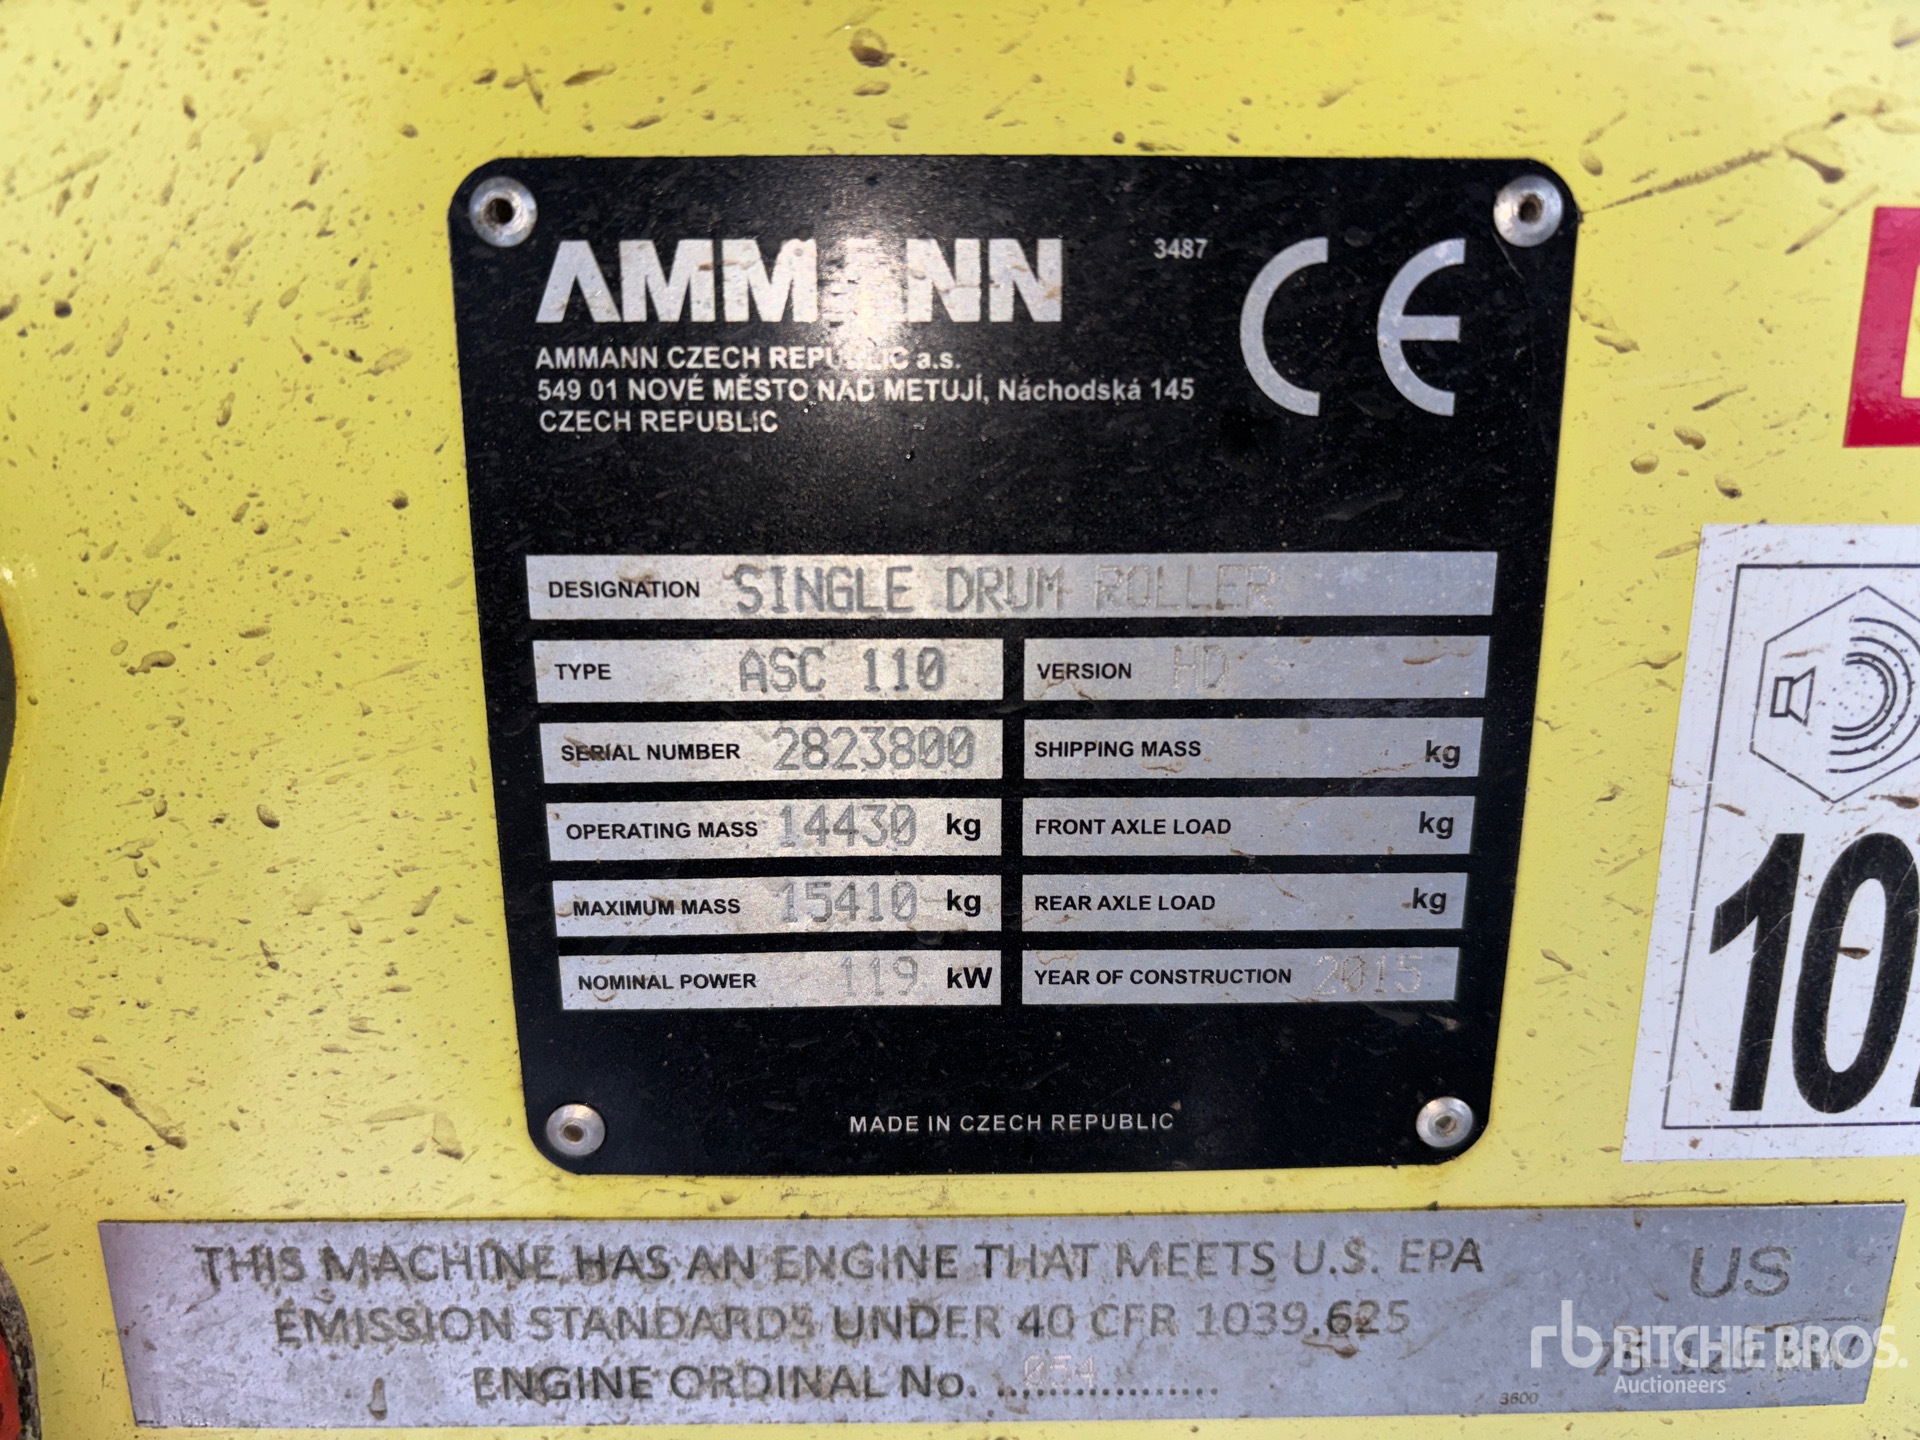 AMMANN
3487
CE
AMMANN CZECH REPUBLIC a.s.
549 01 NOVÉ MĚSTO NAD METUJÍ, Náchodská 145
CZECH REPUBLIC
DESIGNATION SINGLE DRUM ROLLER
TYPE ASC 110
VERSION HD
SERIAL NUMBER 2823800
SHIPPING MASS kg
OPERATING MASS 14430 kg
FRONT AXLE LOAD kg
MAXIMUM MASS 15410 kg
REAR AXLE LOAD kg
NOMINAL POWER 119 kW
YEAR OF CONSTRUCTION 2015
MADE IN CZECH REPUBLIC
10
THIS MACHINE HAS AN ENGINE THAT MEETS U.S. EPA
EMISSION STANDARDS UNDER 40 CFR 1039.625
ENGINE ORDINAL No. 054
US
3600
rb RITCHIE BROS.
Auctioneers